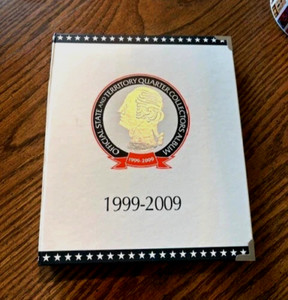 OFFICIAL STATE AND TERRITORY QUARTER COLLECTORS ALBUM
1999-2009
1999-2009